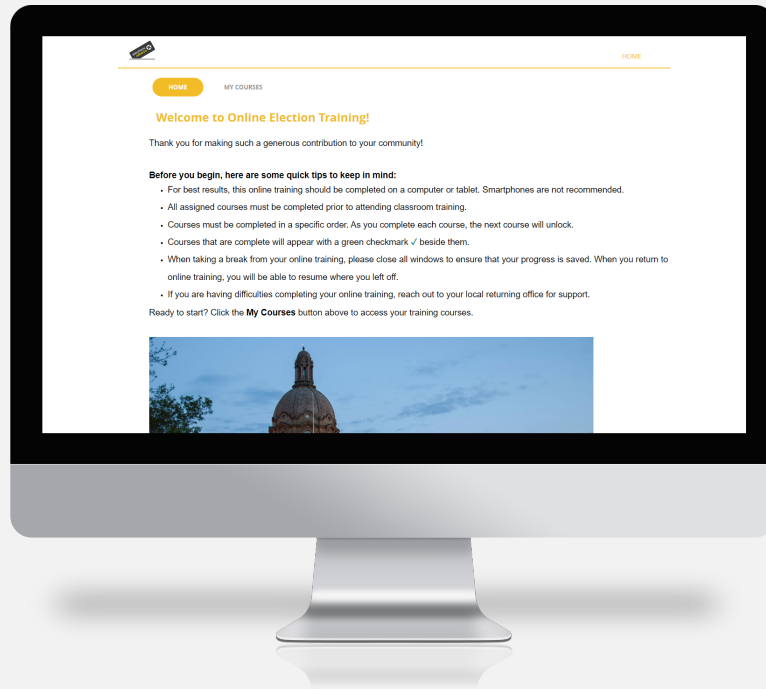 HOME
HOME MY COURSES
Welcome to Online Election Training!
Thank you for making such a generous contribution to your community!
Before you begin, here are some quick tips to keep in mind:
• For best results, this online training should be completed on a computer or tablet. Smartphones are not recommended.
• All assigned courses must be completed prior to attending classroom training.
• Courses must be completed in a specific order. As you complete each course, the next course will unlock.
• Courses that are complete will appear with a green checkmark ✓ beside them.
• When taking a break from your online training, please close all windows to ensure that your progress is saved. When you return to
online training, you will be able to resume where you left off.
• If you are having difficulties completing your online training, reach out to your local returning office for support.
Ready to start? Click the My Courses button above to access your training courses.